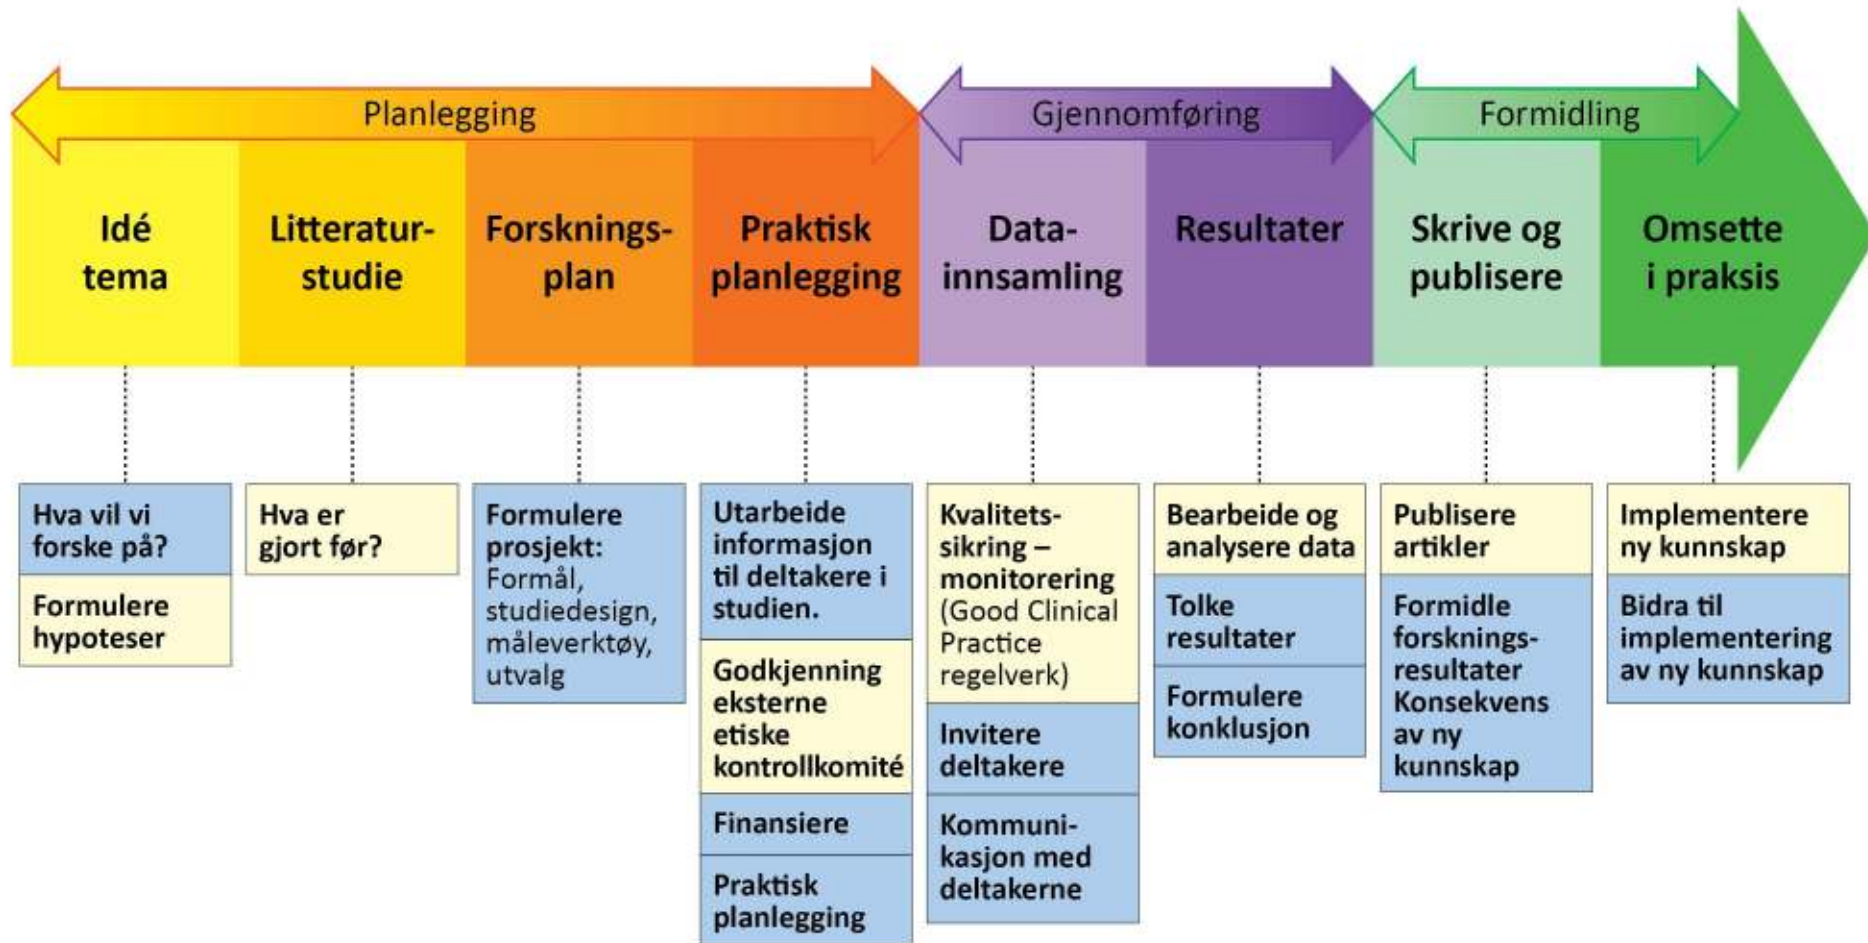 Planlegging
Gjennomføring
Formidling
Idé
tema
Litteratur-
studie
Forsknings-
plan
Praktisk
planlegging
Data-
innsamling
Resultater
Skrive og
publisere
Omsette
i praksis
Hva vil vi
forske på?
Formulere
hypoteser
Hva er
gjort før?
Formulere
prosjekt:
Formål,
studiedesign,
måleverktøy,
utvalg
Utarbeide
informasjon
til deltakere i
studien.
Godkjenning
eksterne
etiske
kontrollkomité
Finansiere
Praktisk
planlegging
Kvalitets-
sikring –
monitorering
(Good Clinical
Practice
regelverk)
Invitere
deltakere
Kommuni-
kasjon med
deltakerne
Bearbeide og
analysere data
Tolke
resultater
Formulere
konklusjon
Publisere
artikler
Formidle
forsknings-
resultater
Konsekvens
av ny
kunnskap
Implementere
ny kunnskap
Bidra til
implementering
av ny kunnskap